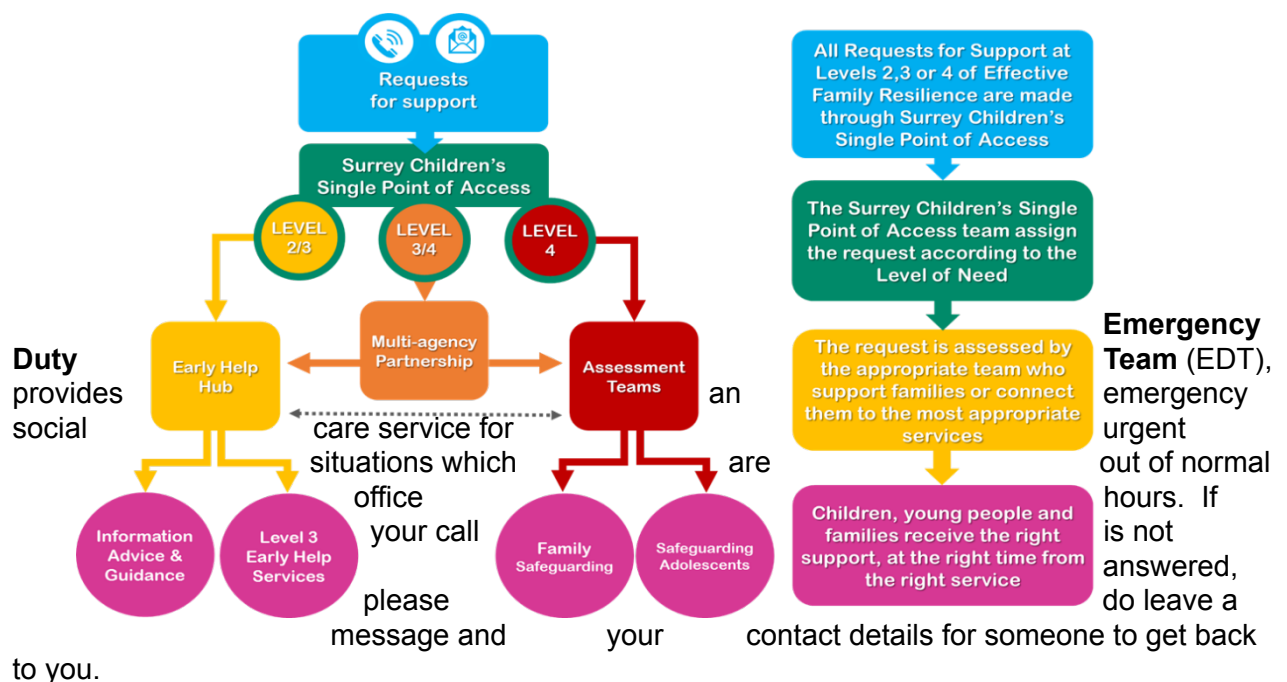 Requests
for support
Surrey Children's
Single Point of Access
LEVEL
2/3
LEVEL
3/4
LEVEL
4
Early Help
Hub
Multi-agency
Partnership
Assessment
Teams
Information
Advice &
Guidance
Level 3
Early Help
Services
Family
Safeguarding
Safeguarding
Adolescents
All Requests for Support at
Levels 2,3 or 4 of Effective
Family Resilience are made
through Surrey Children's
Single Point of Access
The Surrey Children's Single
Point of Access team assign
the request according to the
Level of Need
The request is assessed by
the appropriate team who
support families or connect
them to the most appropriate
services
Children, young people and
families receive the right
support, at the right time from
the right service
Emergency
Duty Team (EDT),
provides an emergency
social care service for urgent
situations which are out of normal
office hours. If
your call is not
answered,
please do leave a
message and your contact details for someone to get back
to you.